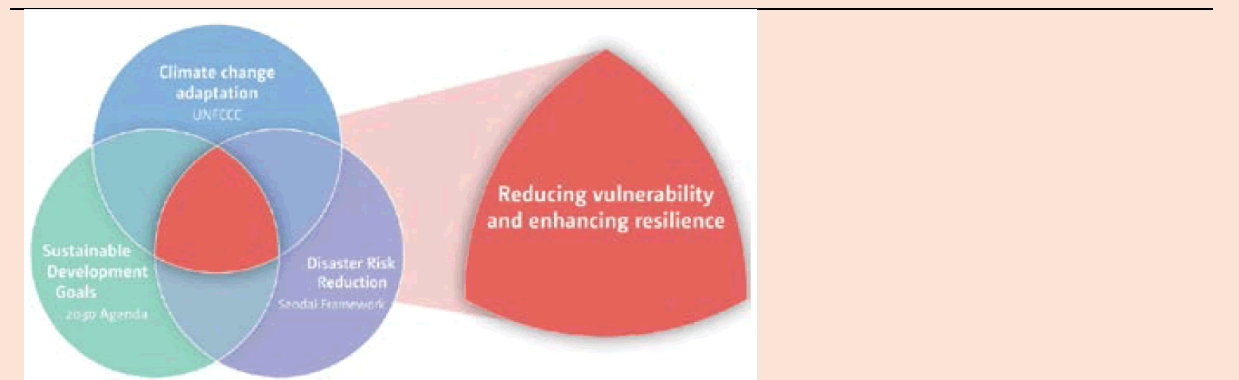 Climate change
adaptation
UNFCCC
Sustainable
Development
Goals
2030 Agenda
Disaster Risk
Reduction
Sendai Framework
Reducing vulnerability
and enhancing resilience